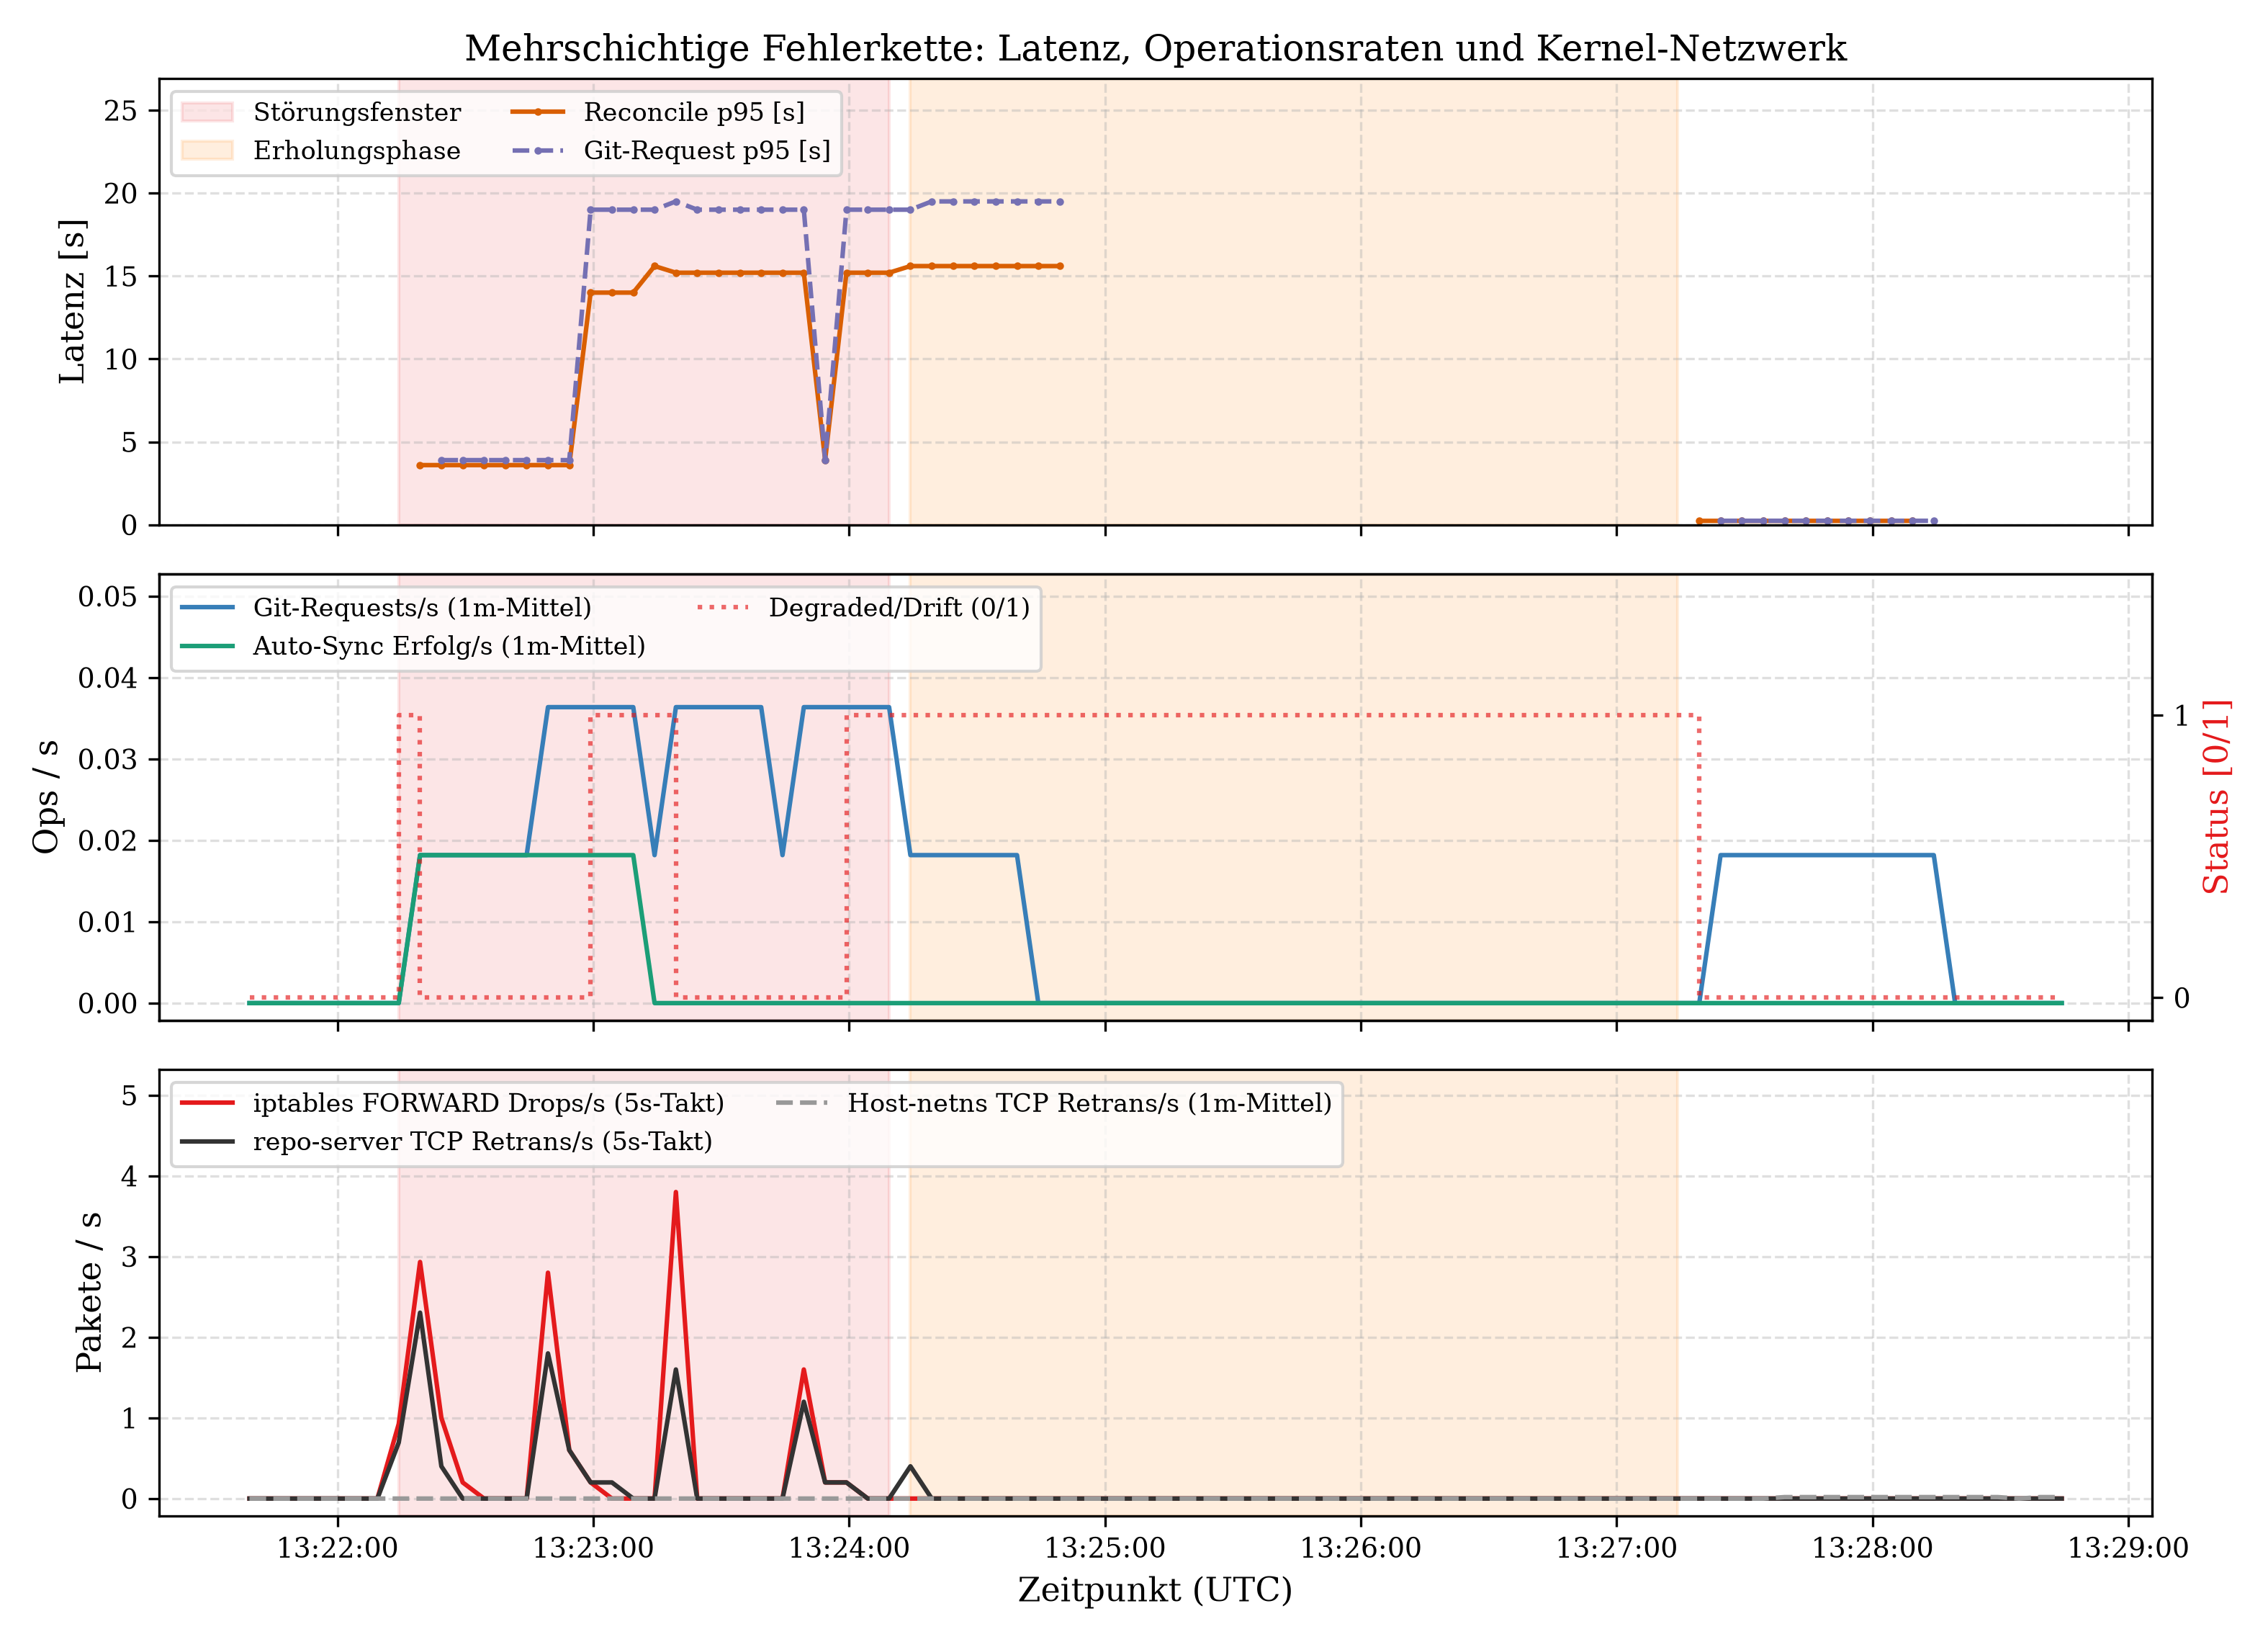 Mehrschichtige Fehlerkette: Latenz, Operationsraten und Kernel-Netzwerk
Latenz [s]
25
20
15
10
5
0
Störungsfenster
Erholungsphase
Reconcile p95 [s]
Git-Request p95 [s]
Ops / s
0.05
0.04
0.03
0.02
0.01
0.00
Git-Requests/s (1m-Mittel)
Auto-Sync Erfolg/s (1m-Mittel)
Degraded/Drift (0/1)
1
0
Status [0/1]
Pakete / s
5
4
3
2
1
0
iptables FORWARD Drops/s (5s-Takt)
repo-server TCP Retrans/s (5s-Takt)
Host-netns TCP Retrans/s (1m-Mittel)
13:22:00 13:23:00 13:24:00 13:25:00 13:26:00 13:27:00 13:28:00 13:29:00
Zeitpunkt (UTC)